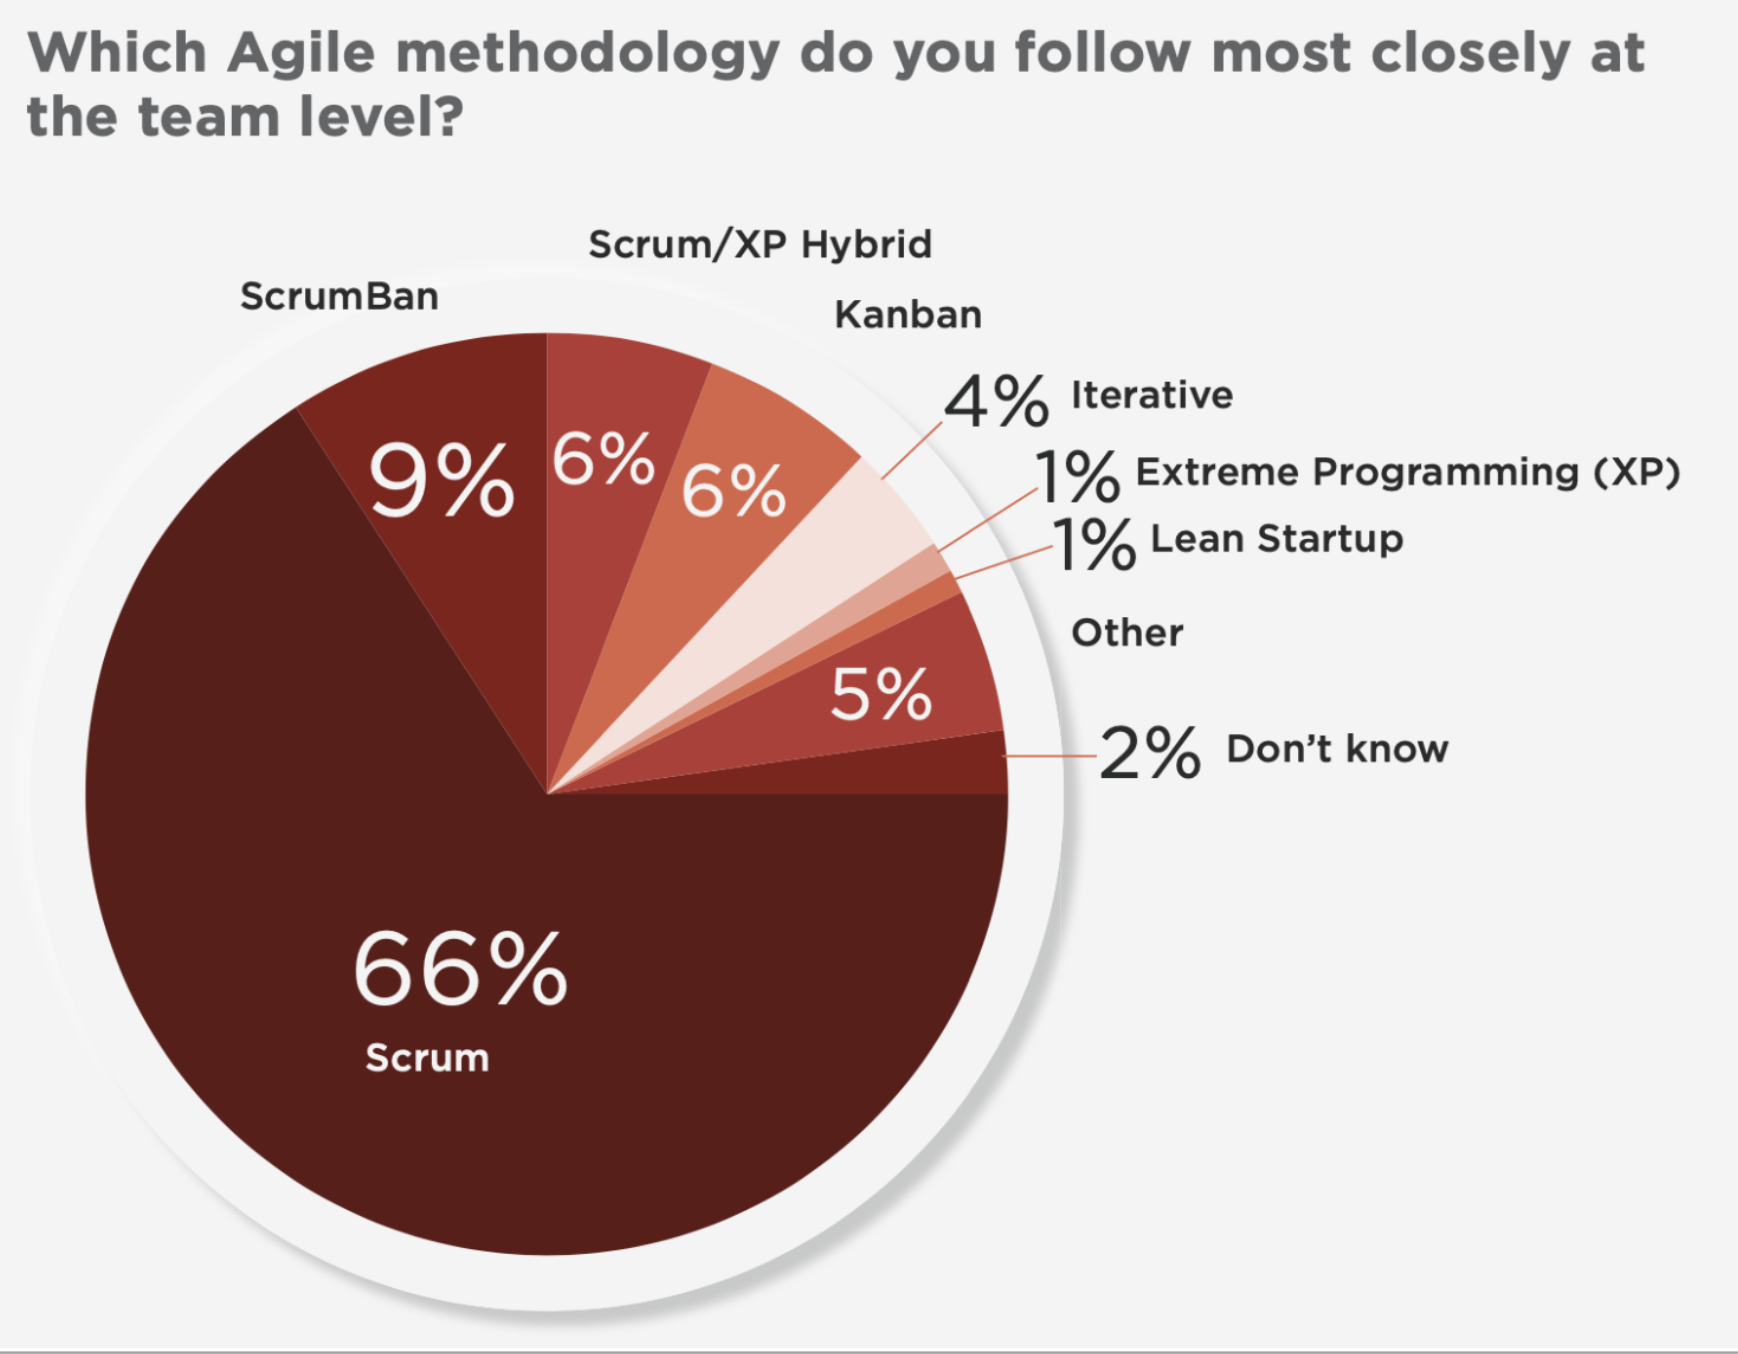 Which Agile methodology do you follow most closely at
the team level?
Scrum/XP Hybrid
ScrumBan
Kanban
4% Iterative
9%
6%
6%
1% Extreme Programming (XP)
1% Lean Startup
Other
5%
2% Don’t know
66%
Scrum